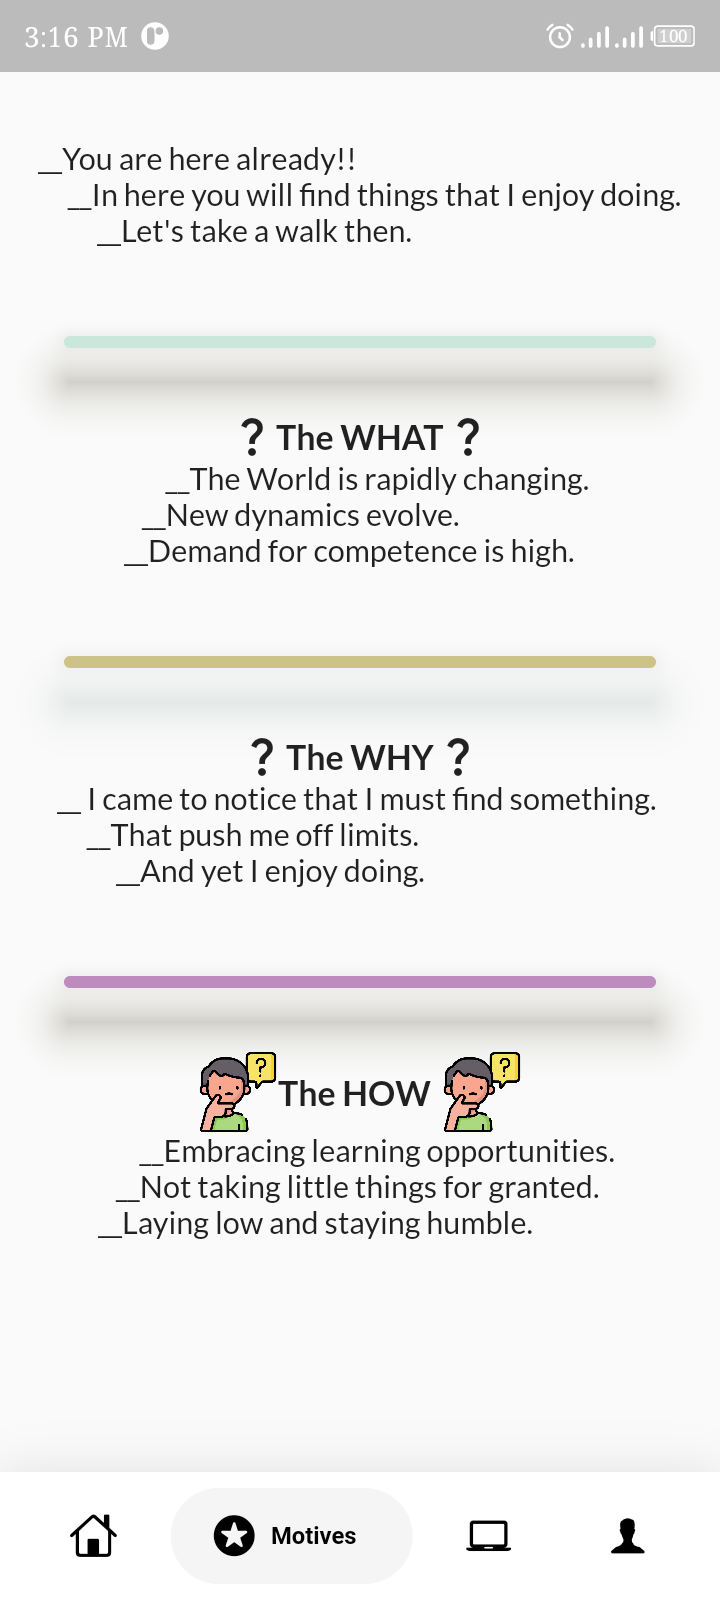 3:16 PM
100
__You are here already!!
__In here you will find things that I enjoy doing.
__Let's take a walk then.
? The WHAT ?
__The World is rapidly changing.
__New dynamics evolve.
__Demand for competence is high.
? The WHY ?
__ I came to notice that I must find something.
__That push me off limits.
__And yet I enjoy doing.
? The HOW ?
__Embracing learning opportunities.
__Not taking little things for granted.
__Laying low and staying humble.
Motives